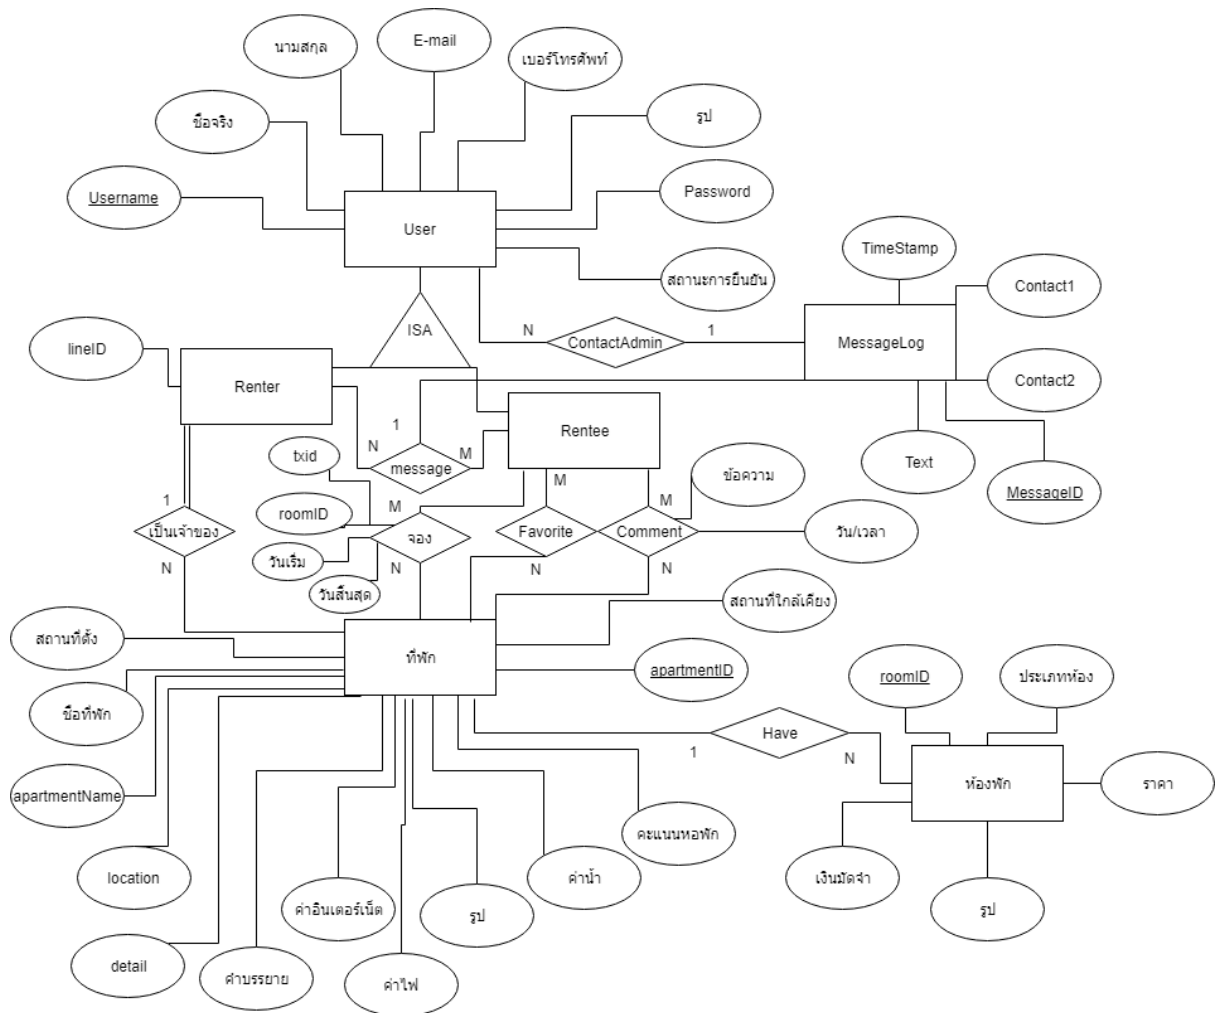 นามสกุล
E-mail
เบอร์โทรศัพท์
ชื่อจริง
รูป
Username
Password
User
สถานะการยืนยัน
TimeStamp
Contact1
ISA
N
ContactAdmin
1
MessageLog
lineID
Renter
Contact2
1
Rentee
N
M
txid
message
ข้อความ
Text
M
MessageID
1
roomID
M
M
เป็นเจ้าของ
จอง
Favorite
Comment
วัน/เวลา
วันเริ่ม
N
N
N
N
วันสิ้นสุด
สถานที่ใกล้เคียง
สถานที่ตั้ง
ที่พัก
apartmentID
roomID
ประเภทห้อง
ชื่อที่พัก
Have
1
N
ห้องพัก
ราคา
apartmentName
คะแนนหอพัก
location
ค่าน้ำ
เงินมัดจำ
ค่าอินเตอร์เน็ต
รูป
รูป
detail
คำบรรยาย
ค่าไฟ